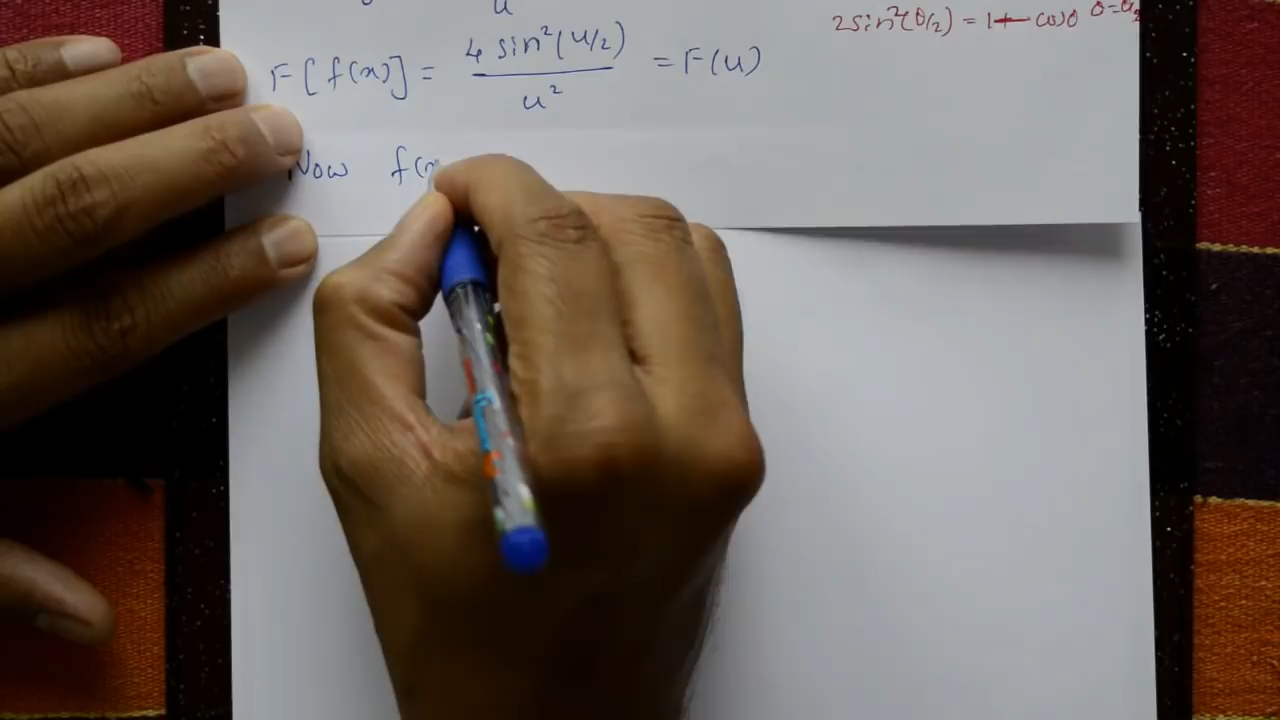 u
2sin²(θ/2) = 1 - cosθ
F[f(x)] = 4 sin²(u/2) / u² = F(u)
Now f(x